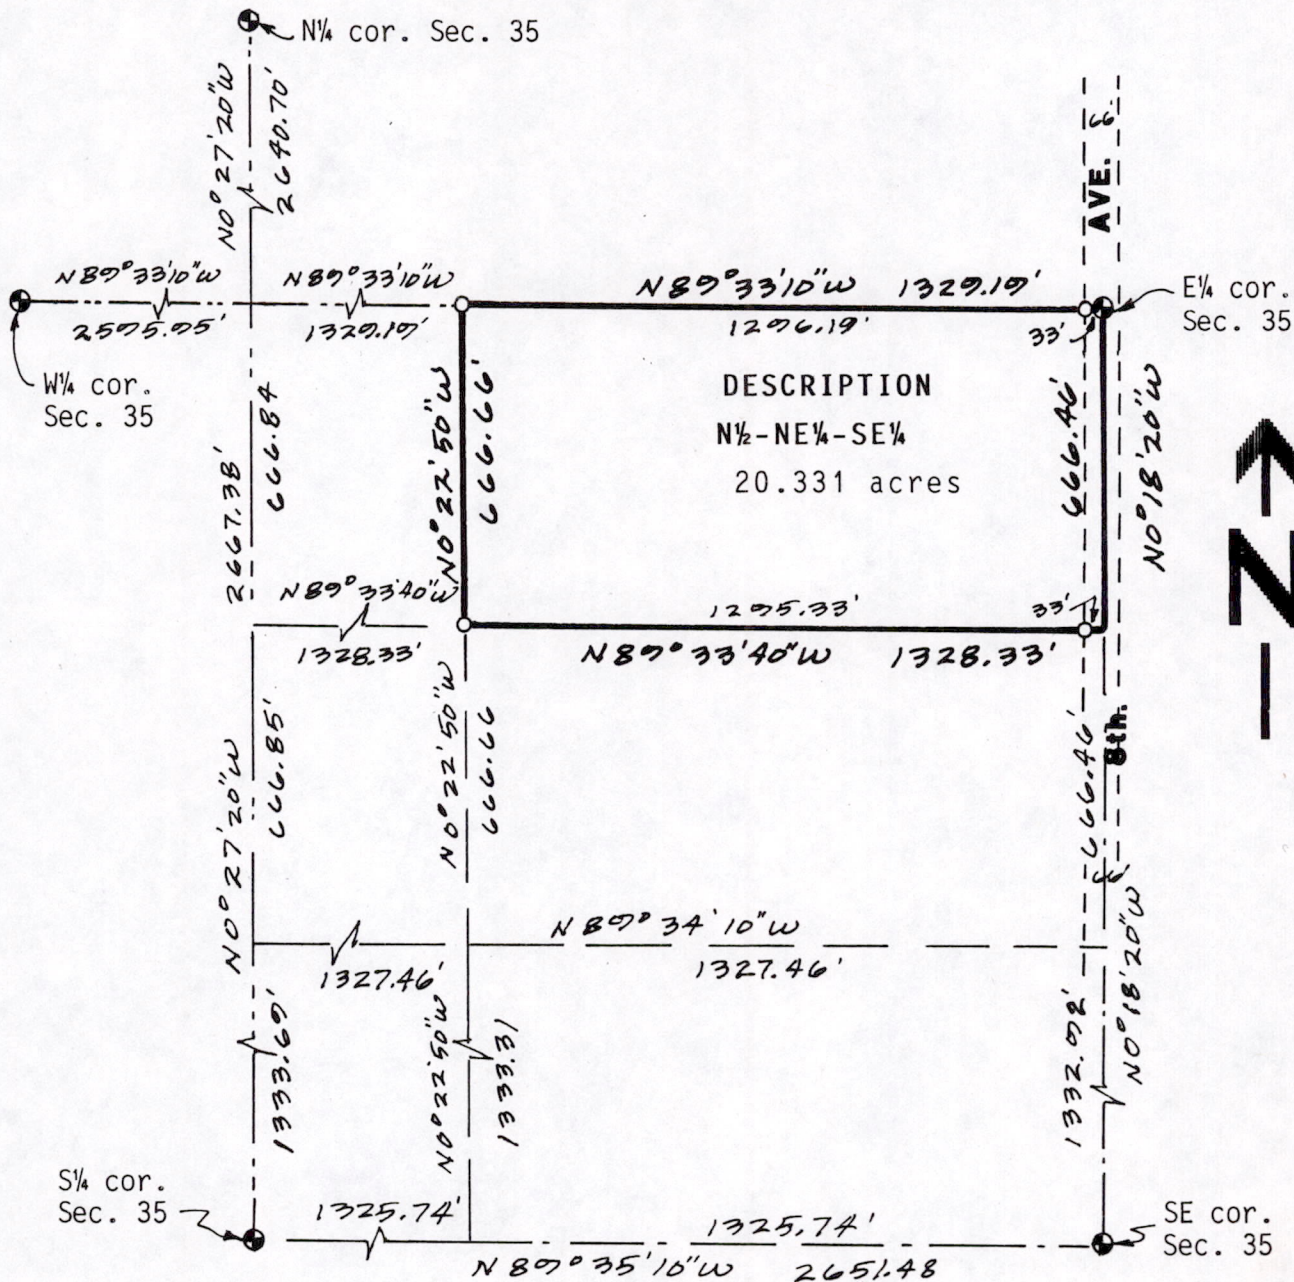 N¼ cor. Sec. 35
N0°27'20"W
2640.70'
66'
AVE.
N89°33'10"W
2595.95'
N89°33'10"W
1329.19'
N89°33'10"W 1329.19'
1296.19'
33'
E¼ cor.
Sec. 35
W¼ cor.
Sec. 35
DESCRIPTION
N½-NE¼-SE¼
20.331 acres
N0°22'50"W
666.66'
666.46'
N0°18'20"W
2667.38'
666.84
N
N89°33'40"W
1328.33'
1295.33'
33'
N89°33'40"W 1328.33'
N0°27'20"W
666.85'
N0°22'50"W
666.66
666.46'
8th.
66'
N89°34'10"W
1327.46'
1327.46'
1333.69'
N0°22'50"W
1333.31
1332.92'
N0°18'20"W
S¼ cor.
Sec. 35
1325.74'
1325.74'
N89°35'10"W 2651.48
SE cor.
Sec. 35